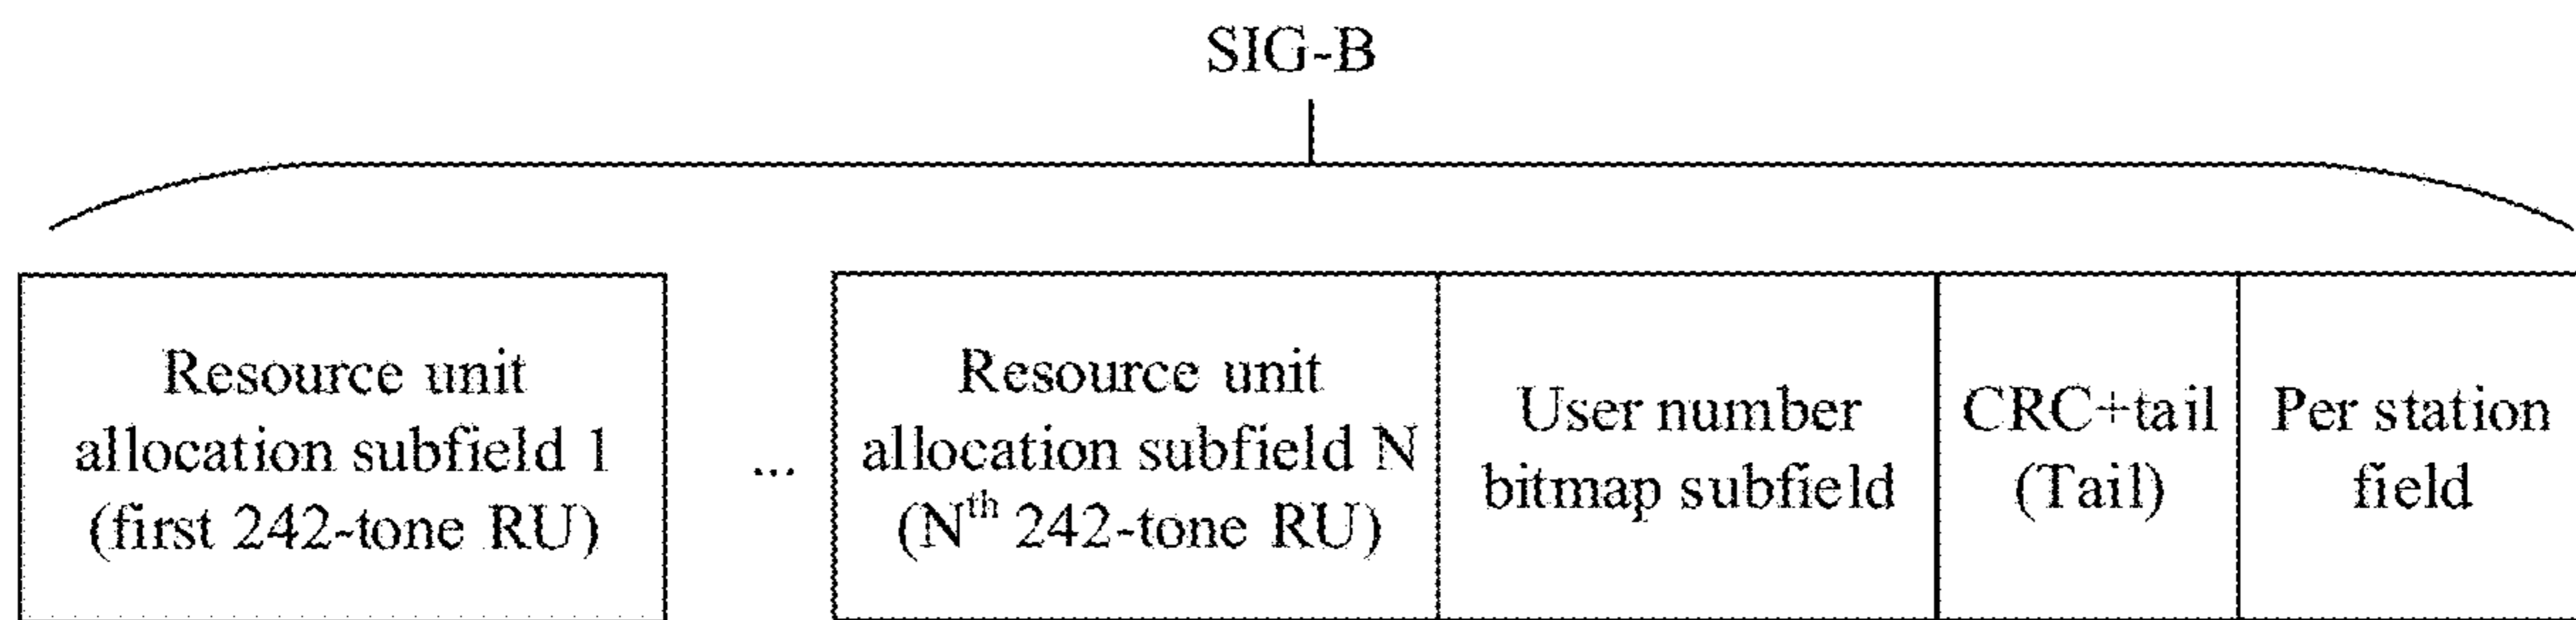 SIG-B
Resource unit
allocation subfield 1
(first 242-tone RU)
...
Resource unit
allocation subfield N
(Nth 242-tone RU)
User number
bitmap subfield
CRC+tail
(Tail)
Per station
field